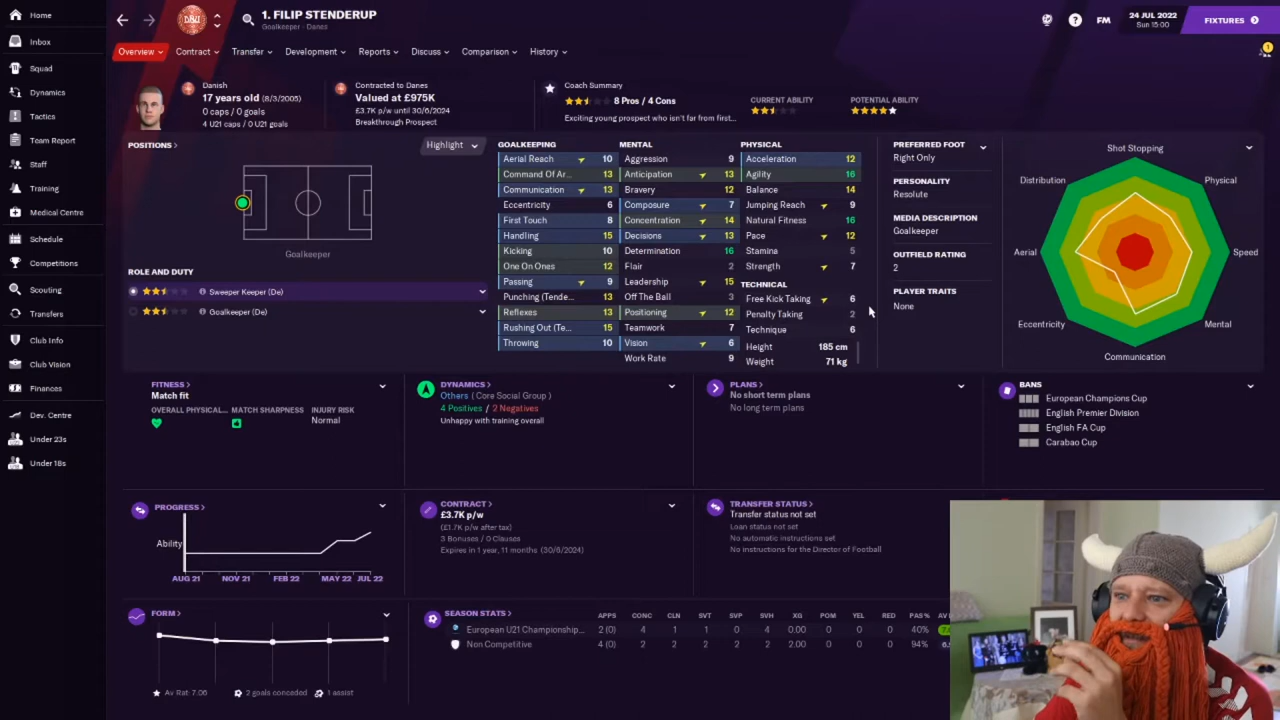 Home
Inbox
Squad
Dynamics
Tactics
Team Report
Staff
Training
Medical Centre
Schedule
Competitions
Scouting
Transfers
Club Info
Club Vision
Finances
Dev. Centre
Under 23s
Under 18s
DBU
1. FILIP STENDERUP
Goalkeeper - Danes
?
FM
24 JUL 2022
Sun 15:00
FIXTURES
1
Overview
Contract
Transfer
Development
Reports
Discuss
Comparison
History
Danish
17 years old (8/3/2005)
0 caps / 0 goals
4 U21 caps / 0 U21 goals
Contracted to Danes
Valued at £975K
£3.7K p/w until 30/6/2024
Breakthrough Prospect
Coach Summary
8 Pros / 4 Cons
Exciting young prospect who isn't far from first...
CURRENT ABILITY
POTENTIAL ABILITY
POSITIONS
Highlight
Goalkeeper
ROLE AND DUTY
Sweeper Keeper (De)
Goalkeeper (De)
GOALKEEPING
Aerial Reach 10
Command Of Ar... 13
Communication 13
Eccentricity 6
First Touch 8
Handling 15
Kicking 10
One On Ones 12
Passing 9
Punching (Tende... 13
Reflexes 13
Rushing Out (Te... 15
Throwing 10
MENTAL
Aggression 9
Anticipation 13
Bravery 12
Composure 7
Concentration 14
Decisions 13
Determination 16
Flair 2
Leadership 15
Off The Ball 3
Positioning 12
Teamwork 7
Vision 6
Work Rate 9
PHYSICAL
Acceleration 12
Agility 16
Balance 14
Jumping Reach 9
Natural Fitness 16
Pace 12
Stamina 5
Strength 7
TECHNICAL
Free Kick Taking 6
Penalty Taking 2
Technique 6
Height 185 cm
Weight 71 kg
PREFERRED FOOT
Right Only
PERSONALITY
Resolute
MEDIA DESCRIPTION
Goalkeeper
OUTFIELD RATING
2
PLAYER TRAITS
None
Shot Stopping
Distribution
Physical
Aerial
Speed
Eccentricity
Mental
Communication
FITNESS
Match fit
OVERALL PHYSICAL...
MATCH SHARPNESS
INJURY RISK
Normal
DYNAMICS
Others ( Core Social Group )
4 Positives / 2 Negatives
Unhappy with training overall
PLANS
No short term plans
No long term plans
BANS
European Champions Cup
English Premier Division
English FA Cup
Carabao Cup
PROGRESS
Ability
AUG 21
NOV 21
FEB 22
MAY 22
JUL 22
CONTRACT
£3.7K p/w
(£1.7K p/w after tax)
3 Bonuses / 0 Clauses
Expires in 1 year, 11 months (30/6/2024)
TRANSFER STATUS
Transfer status not set
Loan status not set
No automatic instructions set
No instructions for the Director of Football
FORM
Av Rat: 7.06
2 goals conceded
1 assist
SEASON STATS
APPS CONC CLN SVT SVP SVH XG POM YEL RED PAS%
European U21 Championship... 2 (0) 4 1 1 0 4 0.00 0 0 0 40%
Non Competitive 4 (0) 2 2 2 0 2 2.00 0 0 0 94%